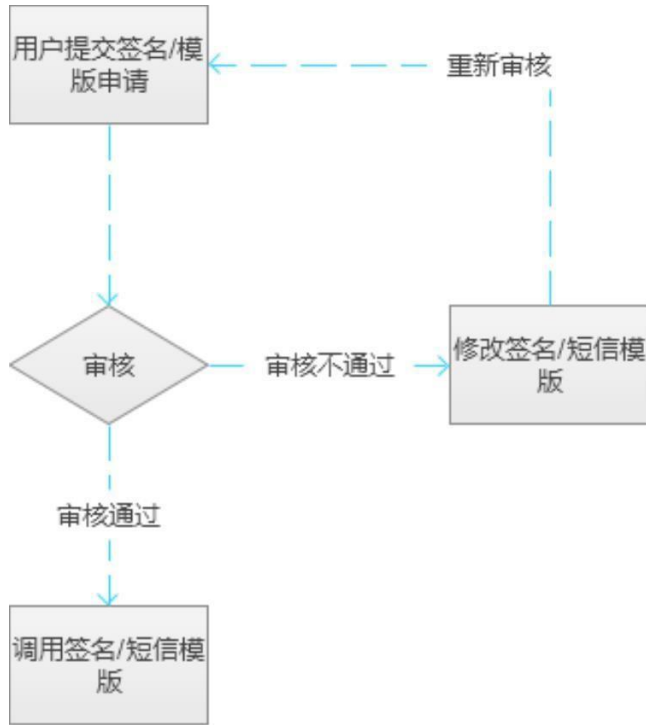 用户提交签名/模
版申请
重新审核
审核
审核不通过
修改签名/短信模
版
审核通过
调用签名/短信模
版